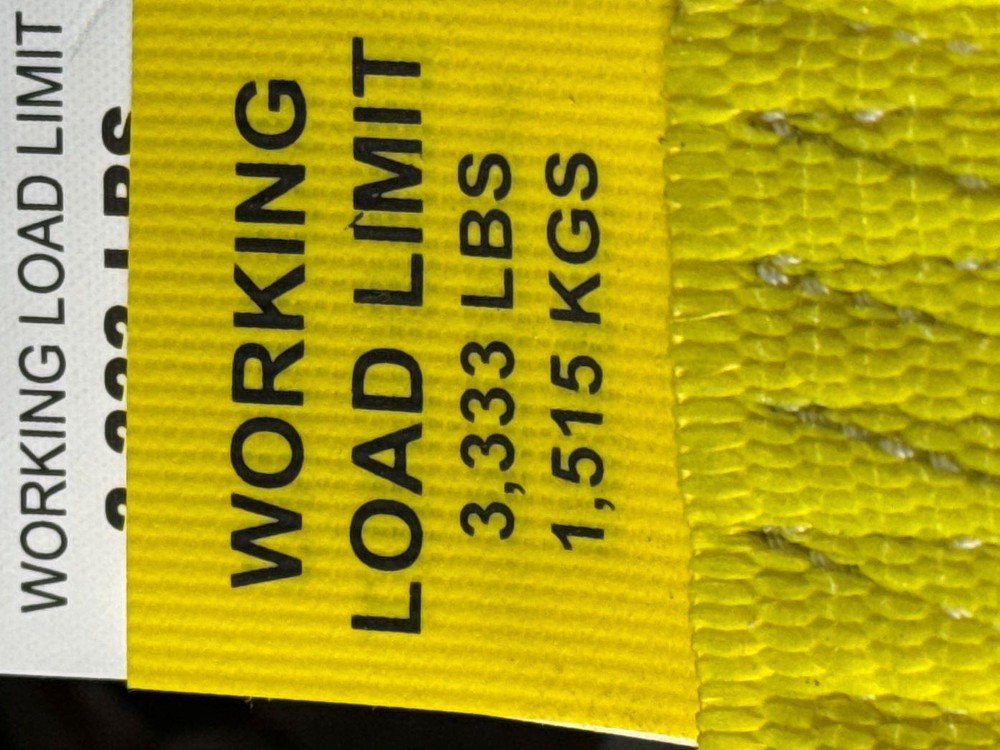 WORKING LOAD LIMIT
WORKING
LOAD LIMIT
3,333 LBS
1,515 KGS